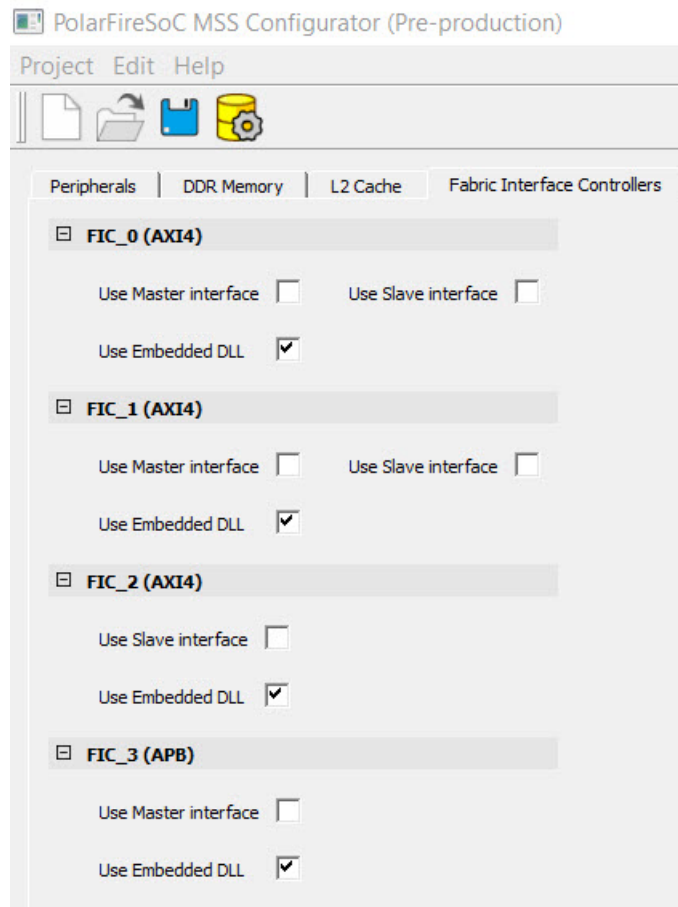 PolarFireSoC MSS Configurator (Pre-production)
Project Edit Help
Peripherals DDR Memory L2 Cache Fabric Interface Controllers
FIC_0 (AXI4)
Use Master interface Use Slave interface
Use Embedded DLL
FIC_1 (AXI4)
Use Master interface Use Slave interface
Use Embedded DLL
FIC_2 (AXI4)
Use Slave interface
Use Embedded DLL
FIC_3 (APB)
Use Master interface
Use Embedded DLL